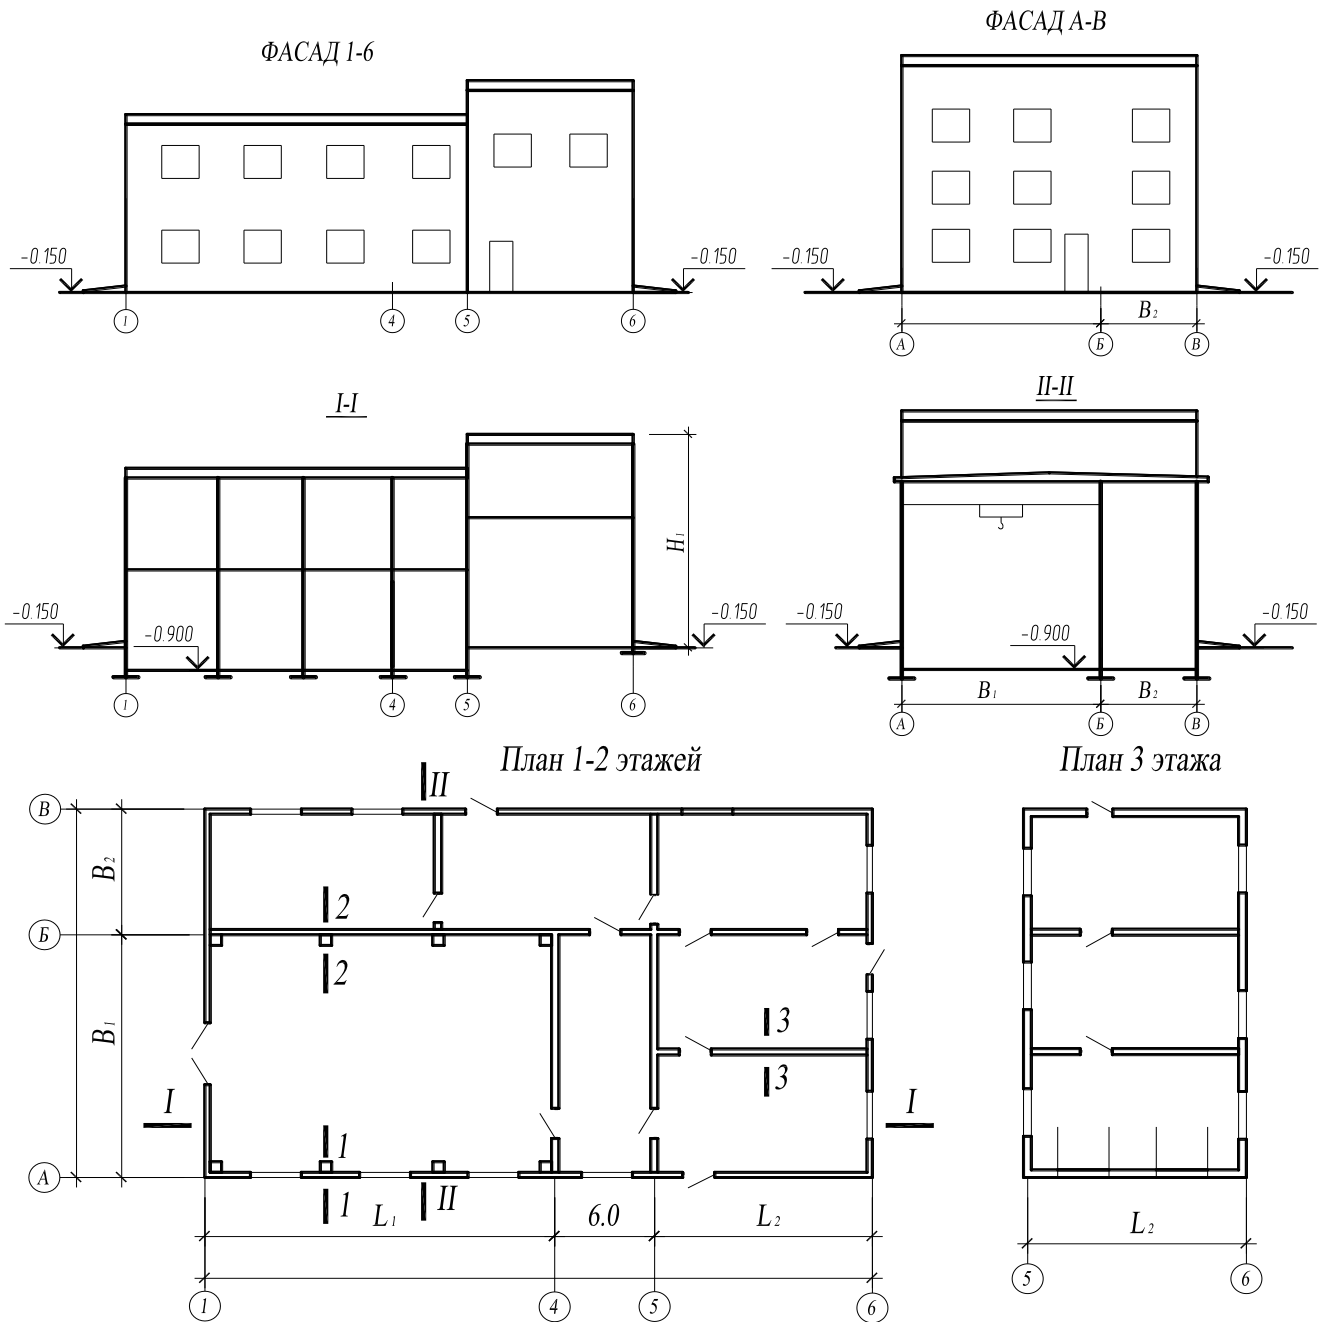 ФАСАД 1-6
ФАСАД А-В
-0.150
-0.150
-0.150
-0.150
1
4
5
6
В₂
А
Б
В
I-I
II-II
H₁
-0.150
-0.900
-0.150
-0.150
-0.900
-0.150
В₁
В₂
1
4
5
6
А
Б
В
План 1-2 этажей
План 3 этажа
II
В
В₂
2
Б
2
В₁
3
3
I
I
1
А
1
II
L₁
6.0
L₂
L₂
1
4
5
6
5
6